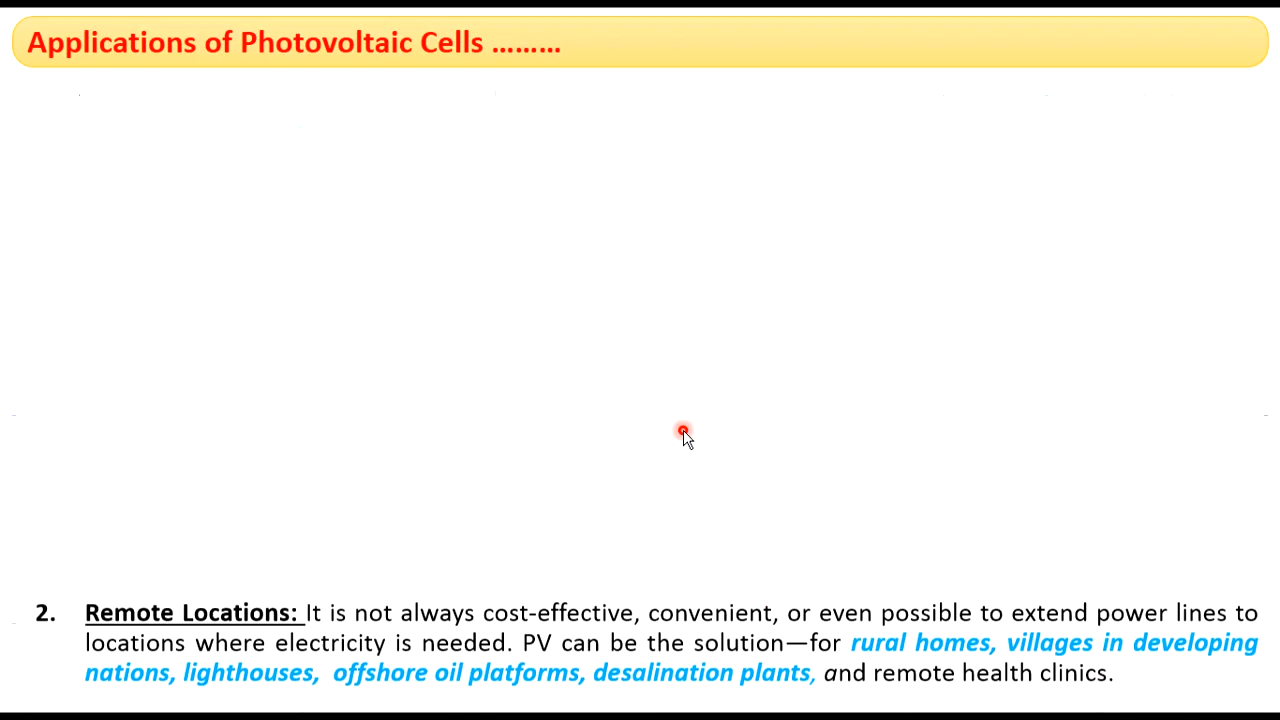 Applications of Photovoltaic Cells .........
2. Remote Locations: It is not always cost-effective, convenient, or even possible to extend power lines to
locations where electricity is needed. PV can be the solution—for rural homes, villages in developing
nations, lighthouses, offshore oil platforms, desalination plants, and remote health clinics.